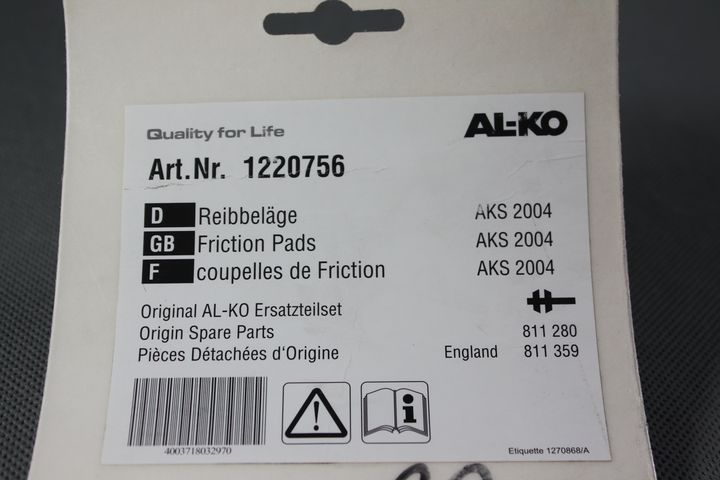 Quality for Life
AL-KO
Art.Nr. 1220756
D Reibbeläge AKS 2004
GB Friction Pads AKS 2004
F coupelles de Friction AKS 2004
Original AL-KO Ersatzteilset
Origin Spare Parts 811 280
Pièces Détachées d'Origine England 811 359
4003718032970
Etiquette 1270868/A